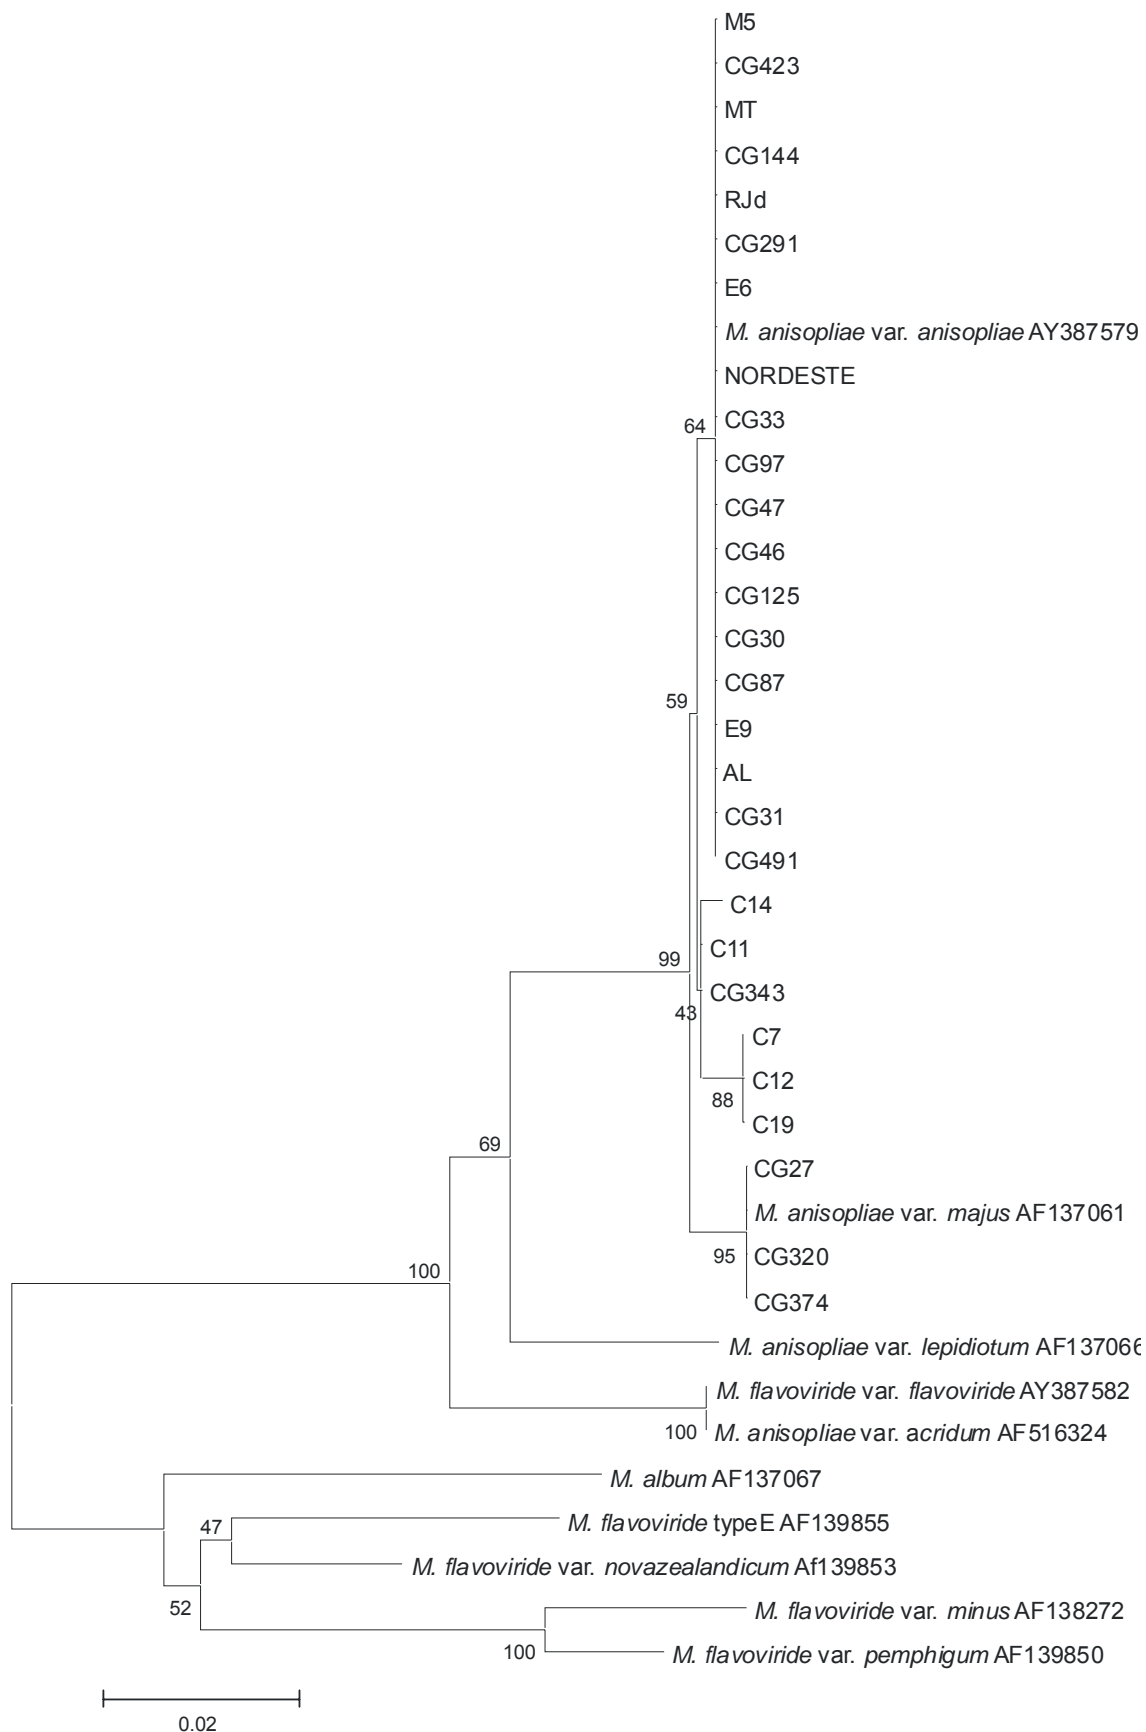 M5
CG423
MT
CG144
RJd
CG291
E6
M. anisopliae var. anisopliae AY387579
NORDESTE
CG33
64
CG97
CG47
CG46
CG125
CG30
CG87
59
E9
AL
CG31
CG491
C14
C11
99
CG343
43
C7
C12
88
C19
69
CG27
M. anisopliae var. majus AF137061
95
CG320
100
CG374
M. anisopliae var. lepidiotum AF137066
M. flavoviride var. flavoviride AY387582
100
M. anisopliae var. acridum AF516324
M. album AF137067
47
M. flavoviride typeE AF139855
M. flavoviride var. novazealandicum Af139853
52
M. flavoviride var. minus AF138272
100
M. flavoviride var. pemphigum AF139850
0.02